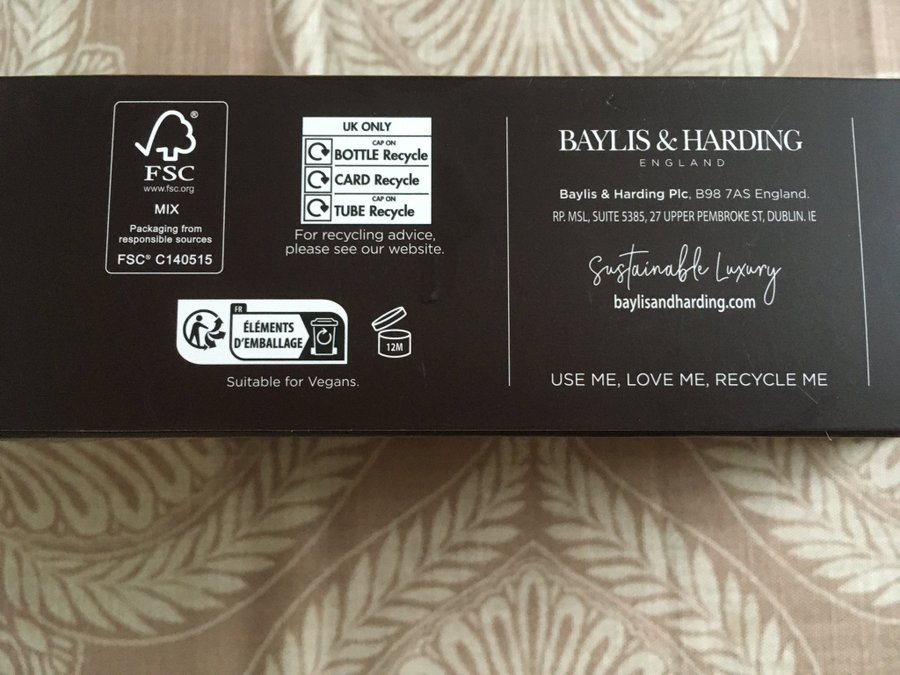 FSC®
www.fsc.org
MIX
Packaging from
responsible sources
FSC® C140515
UK ONLY
CAP ON
BOTTLE Recycle
CARD Recycle
CAP ON
TUBE Recycle
For recycling advice,
please see our website.
FR
ÉLÉMENTS
D'EMBALLAGE
12M
Suitable for Vegans.
BAYLIS & HARDING
ENGLAND
Baylis & Harding Plc, B98 7AS England.
RP. MSL, SUITE 5385, 27 UPPER PEMBROKE ST, DUBLIN. IE
Sustainable Luxury
baylisandharding.com
USE ME, LOVE ME, RECYCLE ME